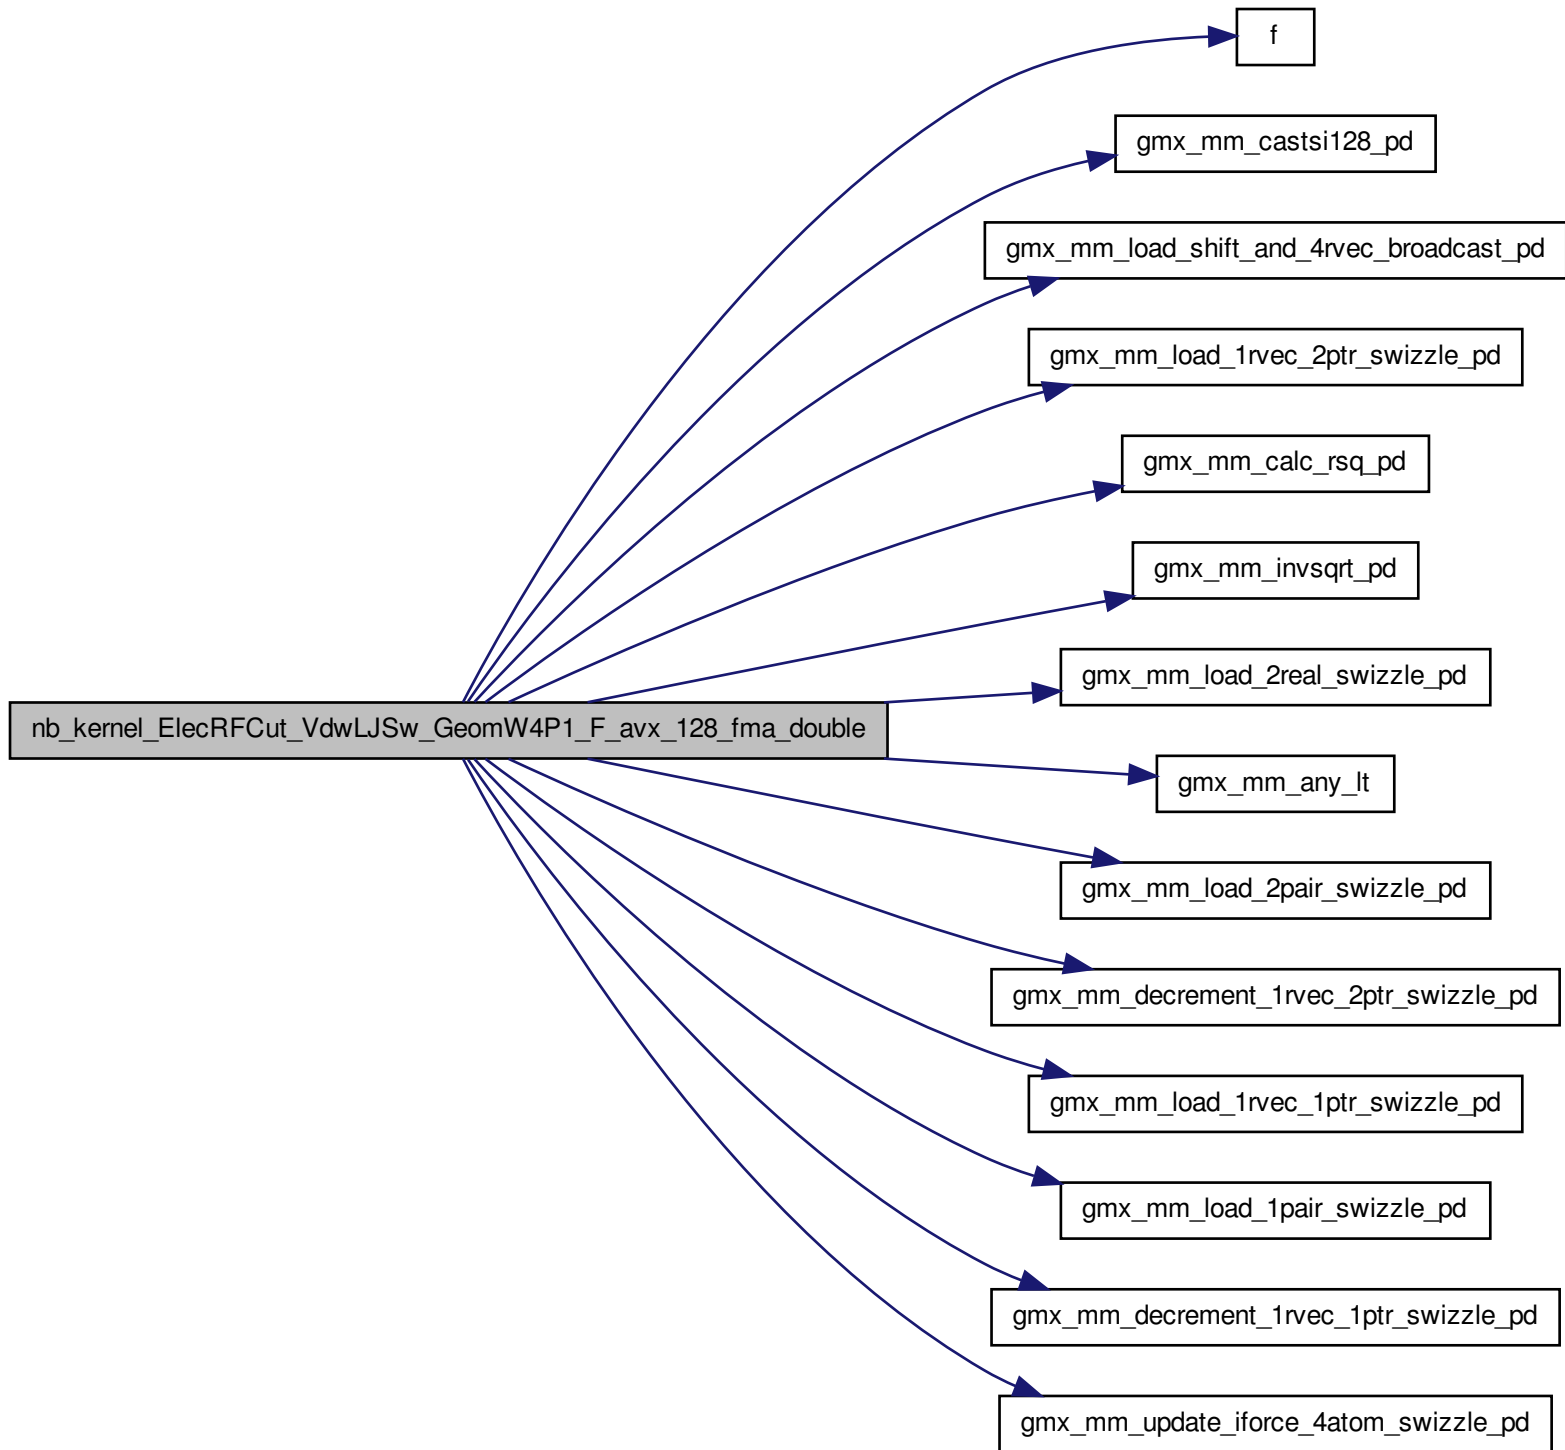 f
gmx_mm_castsi128_pd
gmx_mm_load_shift_and_4rvec_broadcast_pd
gmx_mm_load_1rvec_2ptr_swizzle_pd
gmx_mm_calc_rsq_pd
gmx_mm_invsqrt_pd
gmx_mm_load_2real_swizzle_pd
nb_kernel_ElecRFCut_VdwLJSw_GeomW4P1_F_avx_128_fma_double
gmx_mm_any_lt
gmx_mm_load_2pair_swizzle_pd
gmx_mm_decrement_1rvec_2ptr_swizzle_pd
gmx_mm_load_1rvec_1ptr_swizzle_pd
gmx_mm_load_1pair_swizzle_pd
gmx_mm_decrement_1rvec_1ptr_swizzle_pd
gmx_mm_update_iforce_4atom_swizzle_pd